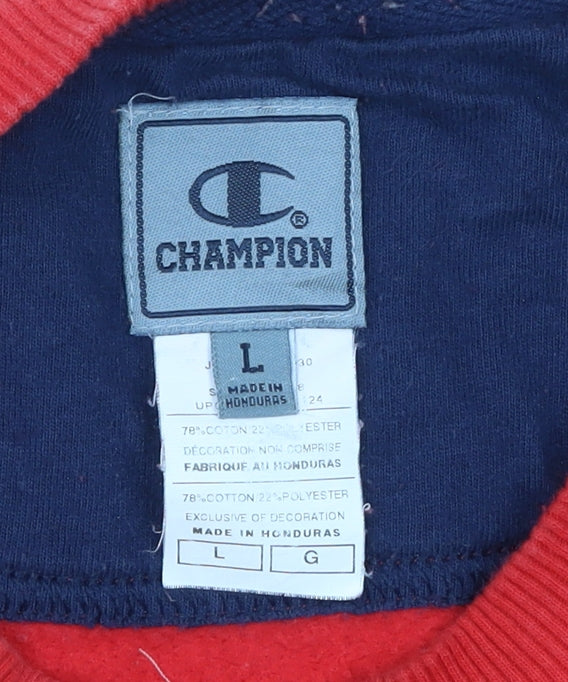 C®
CHAMPION
L
MADE IN
HONDURAS
78%COTON 22%POLYESTER
DÉCORATION NON COMPRISE
FABRIQUE AU HONDURAS
78%COTTON/22%POLYESTER
EXCLUSIVE OF DECORATION
MADE IN HONDURAS
L G